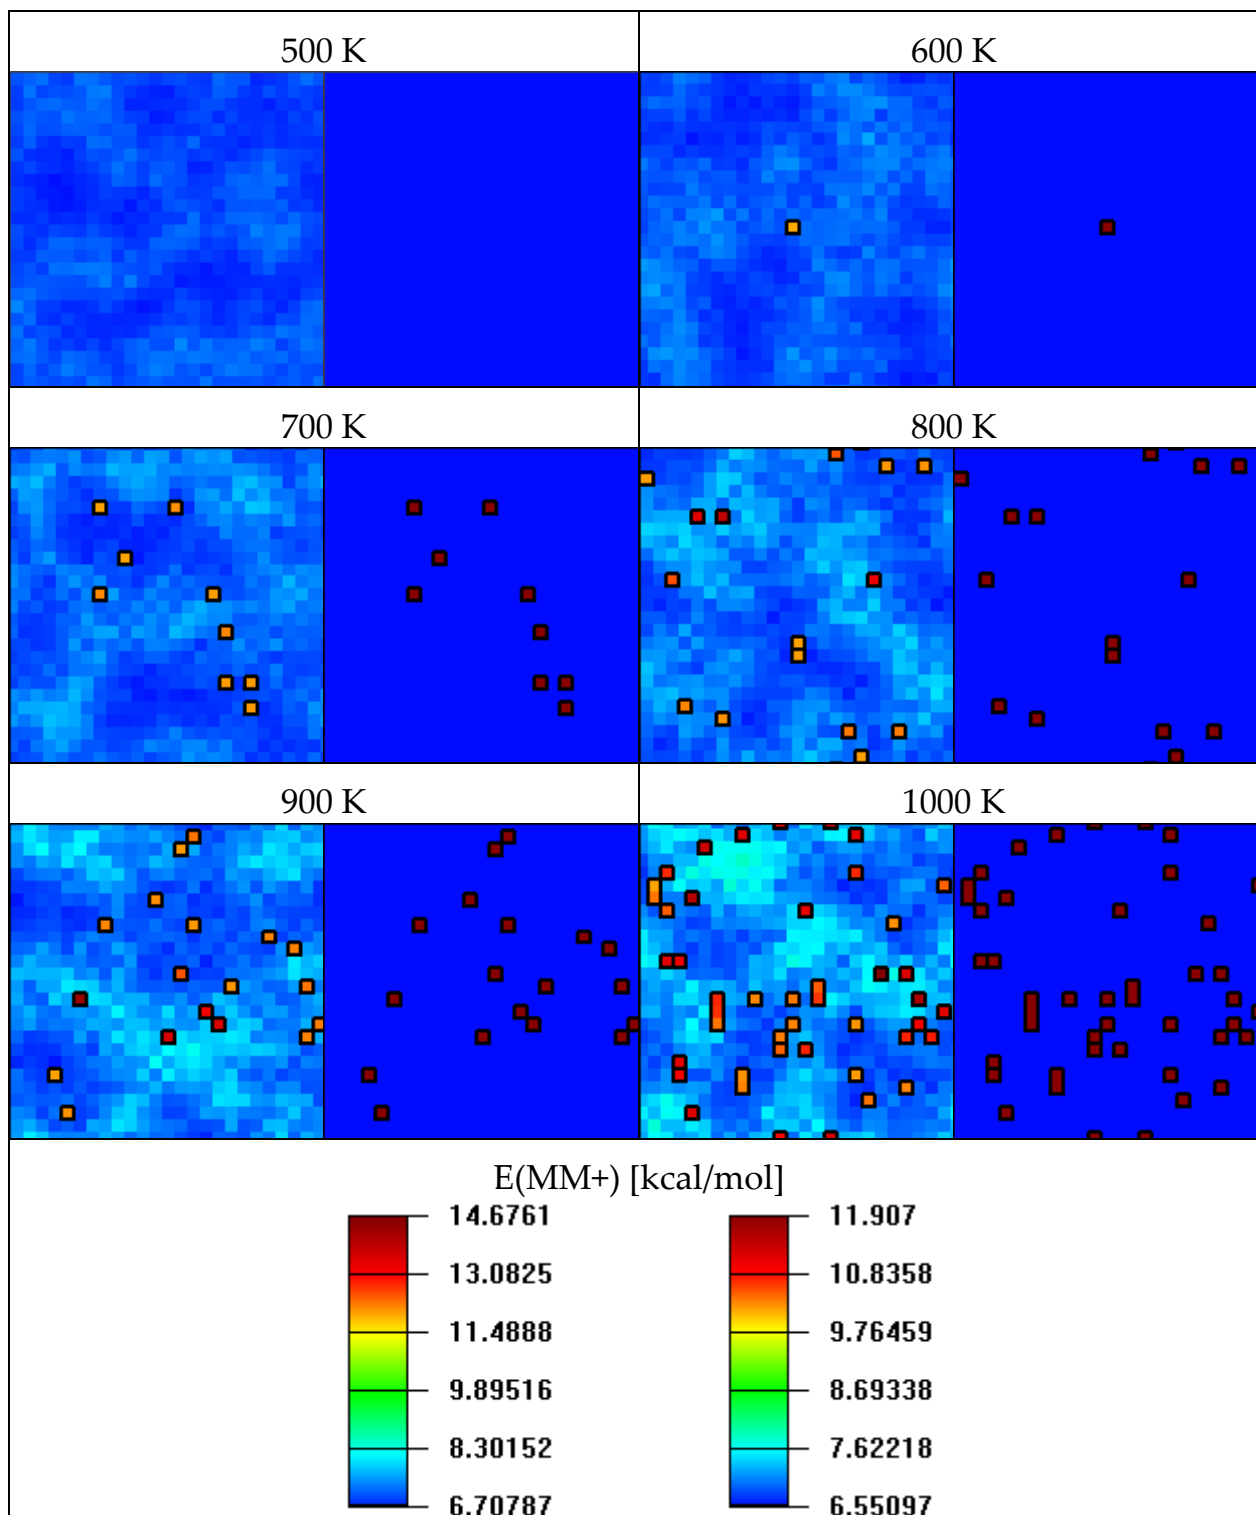 500 K
600 K
700 K
800 K
900 K
1000 K
E(MM+) [kcal/mol]
14.6761
13.0825
11.4888
9.89516
8.30152
6.70787
11.907
10.8358
9.76459
8.69338
7.62218
6.55097